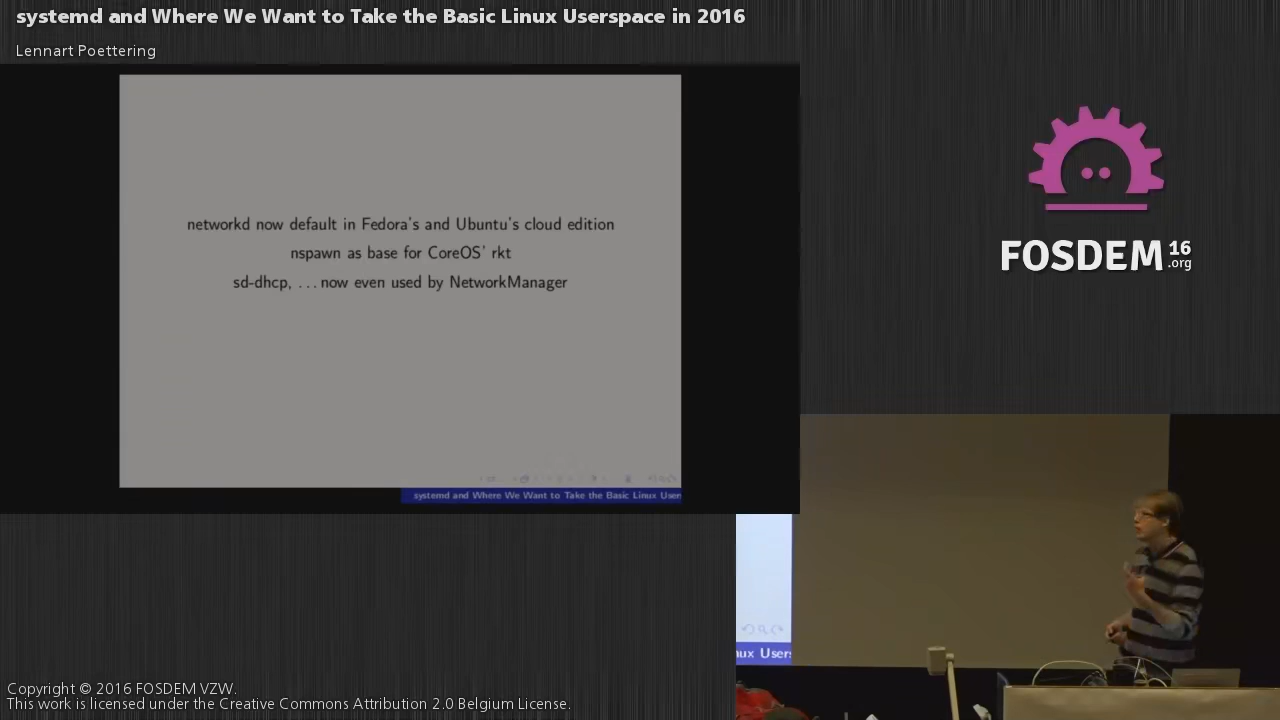 systemd and Where We Want to Take the Basic Linux Userspace in 2016
Lennart Poettering
networkd now default in Fedora's and Ubuntu's cloud edition
nspawn as base for CoreOS' rkt
sd-dhcp, ... now even used by NetworkManager
systemd and Where We Want to Take the Basic Linux User
FOSDEM 16
.org
nux Users
Copyright © 2016 FOSDEM VZW.
This work is licensed under the Creative Commons Attribution 2.0 Belgium License.